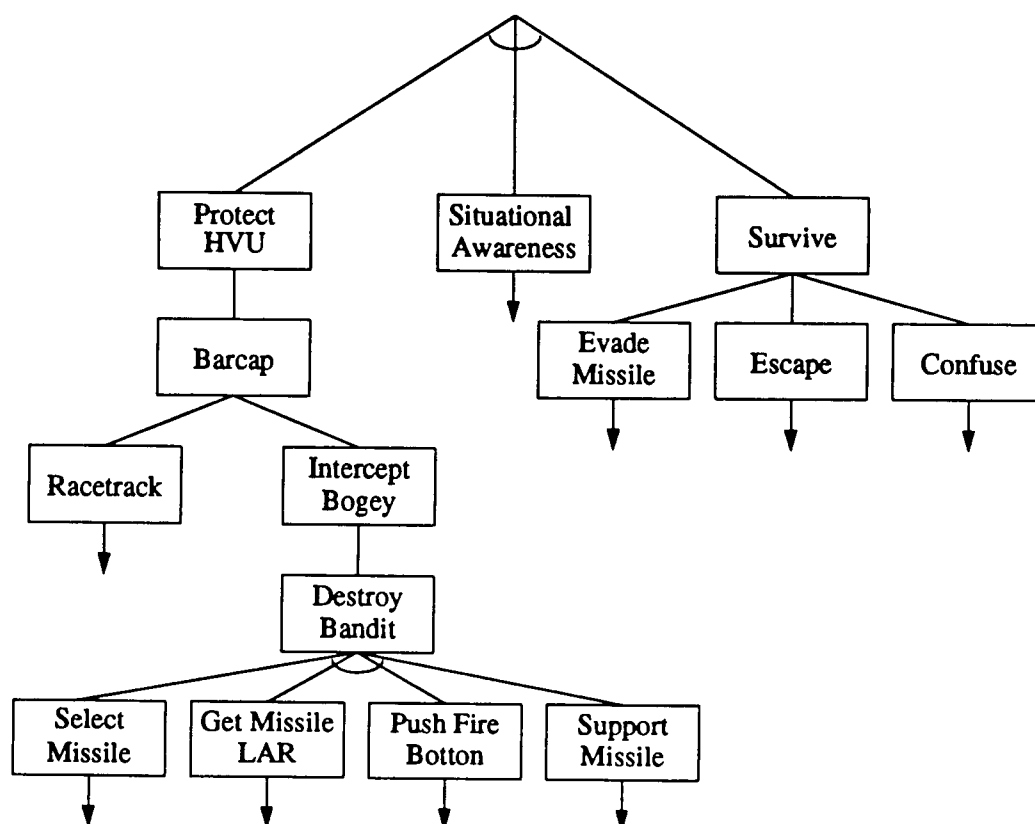 Protect
HVU
Situational
Awareness
Survive
Barcap
Evade
Missile
Escape
Confuse
Racetrack
Intercept
Bogey
Destroy
Bandit
Select
Missile
Get Missile
LAR
Push Fire
Botton
Support
Missile